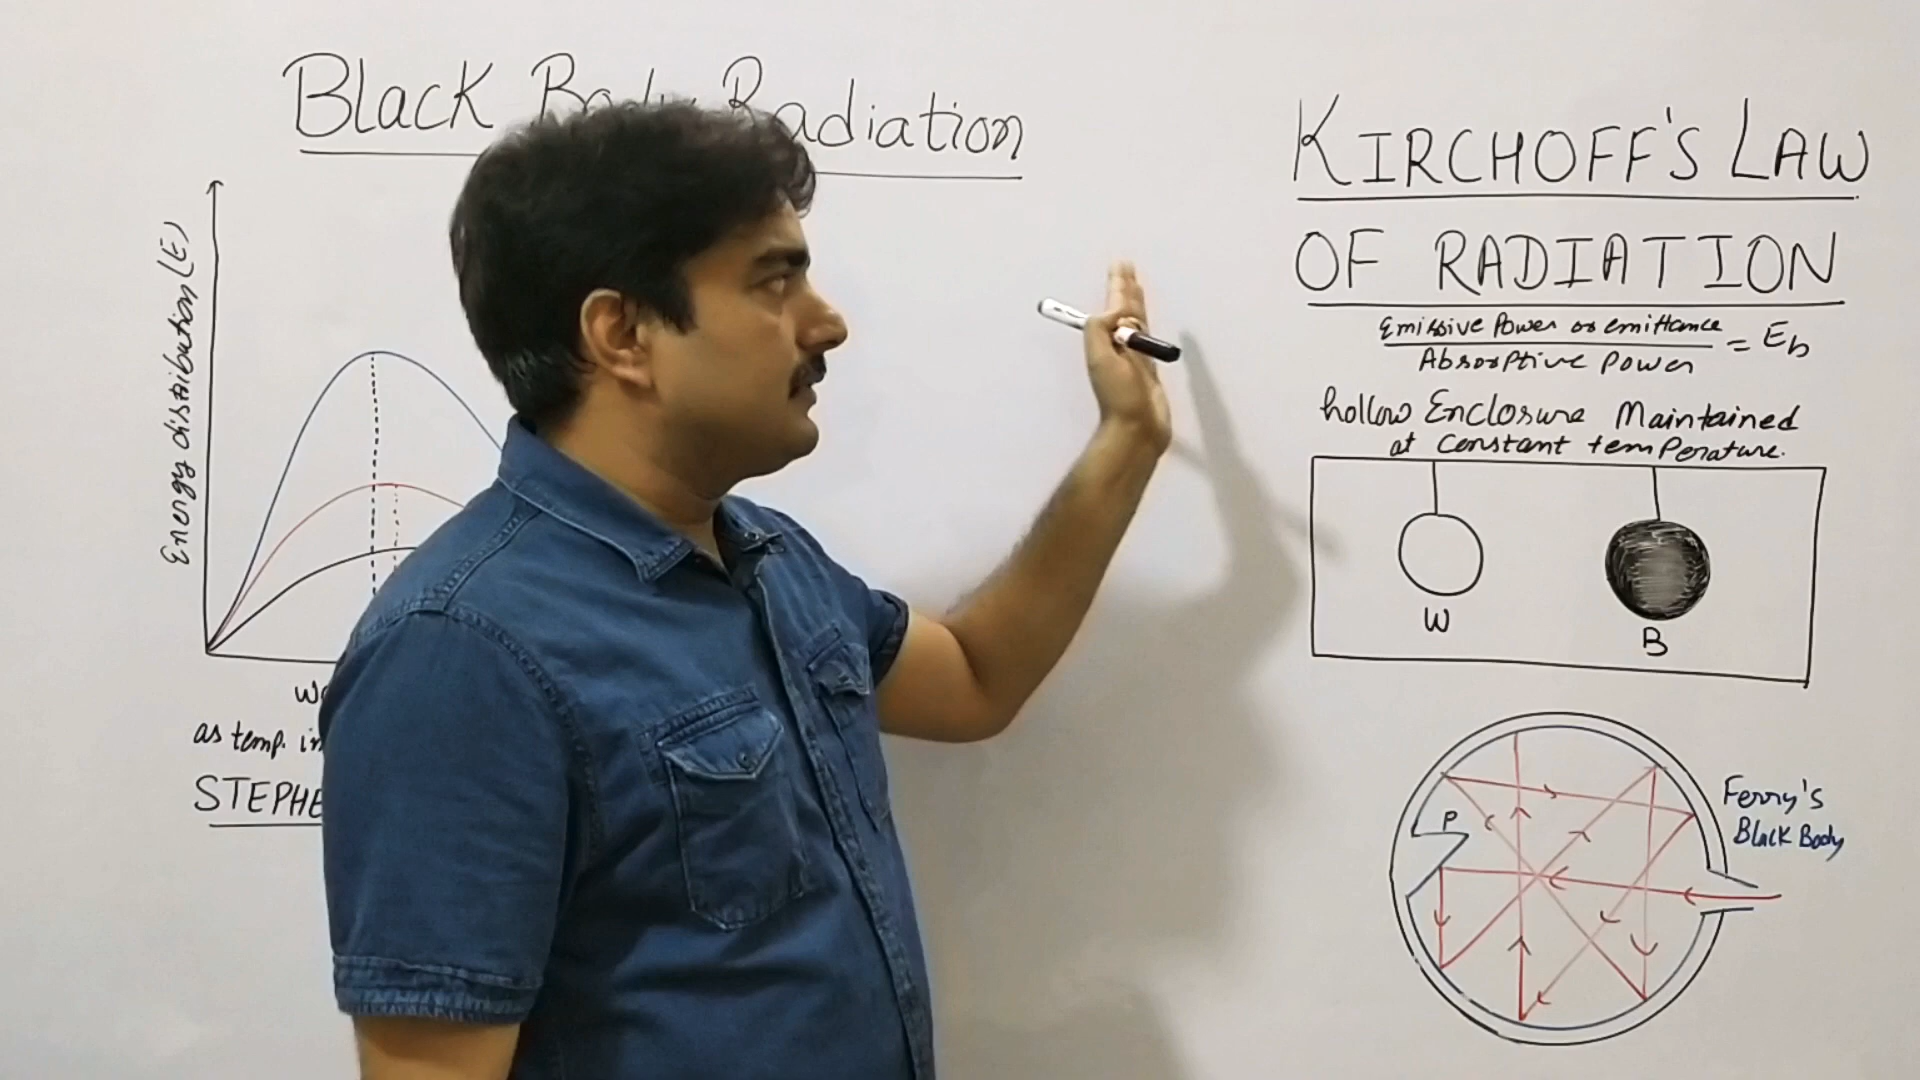 Black Body Radiation
Energy distribution (E)
as temp.
KIRCHOFF'S LAW
OF RADIATION
Emissive Power or emittance
Absorptive Power
= Eb
hollow Enclosure Maintained
at Constant temperature.
W
B
P
Ferry's
Black Body